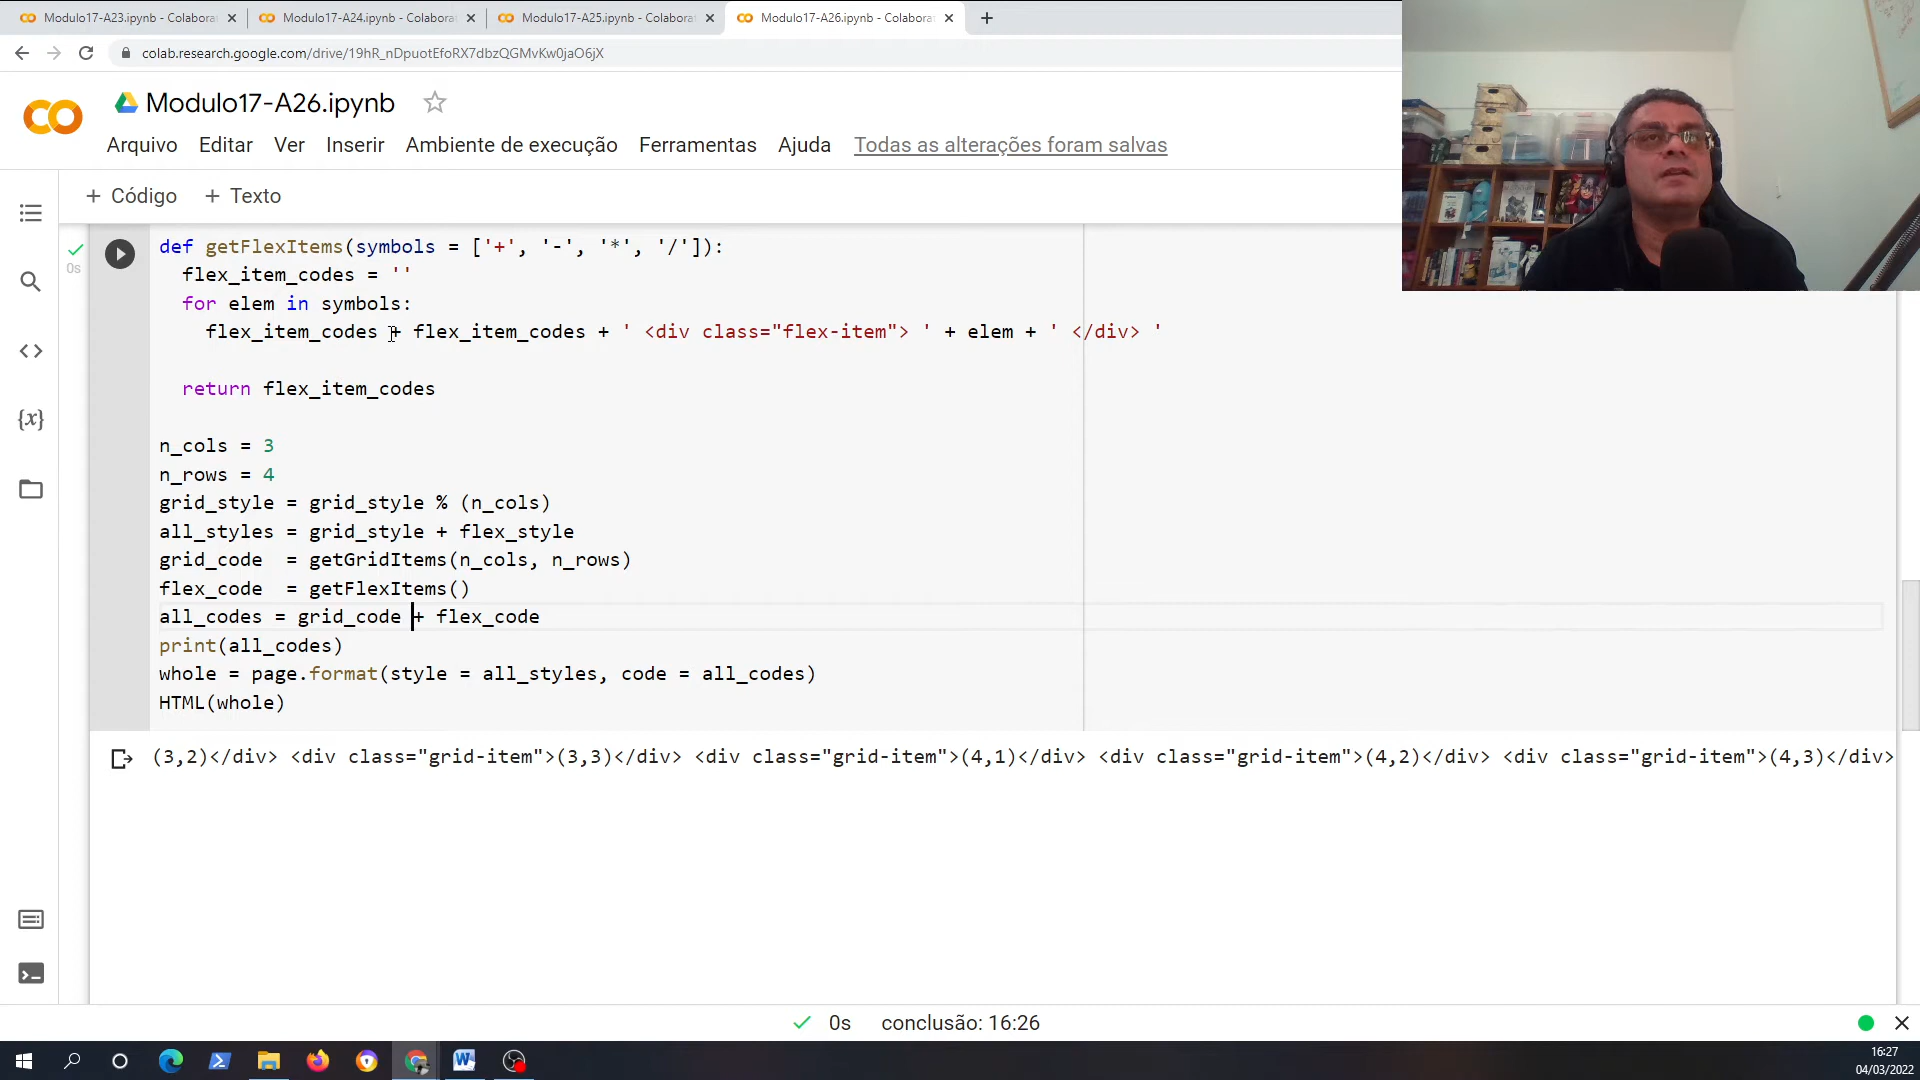 Modulo17-A23.ipynb - Colabora
Modulo17-A24.ipynb - Colabora
Modulo17-A25.ipynb - Colabora
Modulo17-A26.ipynb - Colabora
colab.research.google.com/drive/19hR_nDpuotEfoRX7dbzQGMvKw0jaO6jX
CO
Modulo17-A26.ipynb
Arquivo Editar Ver Inserir Ambiente de execução Ferramentas Ajuda Todas as alterações foram salvas
+ Código + Texto
0s
def getFlexItems(symbols = ['+', '-', '*', '/']):
flex_item_codes = ''
for elem in symbols:
flex_item_codes + flex_item_codes + ' <div class="flex-item"> ' + elem + ' </div> '
return flex_item_codes
n_cols = 3
n_rows = 4
grid_style = grid_style % (n_cols)
all_styles = grid_style + flex_style
grid_code  = getGridItems(n_cols, n_rows)
flex_code  = getFlexItems()
all_codes = grid_code + flex_code
print(all_codes)
whole = page.format(style = all_styles, code = all_codes)
HTML(whole)
(3,2)</div> <div class="grid-item">(3,3)</div> <div class="grid-item">(4,1)</div> <div class="grid-item">(4,2)</div> <div class="grid-item">(4,3)</div>
0s conclusão: 16:26
16:27
04/03/2022